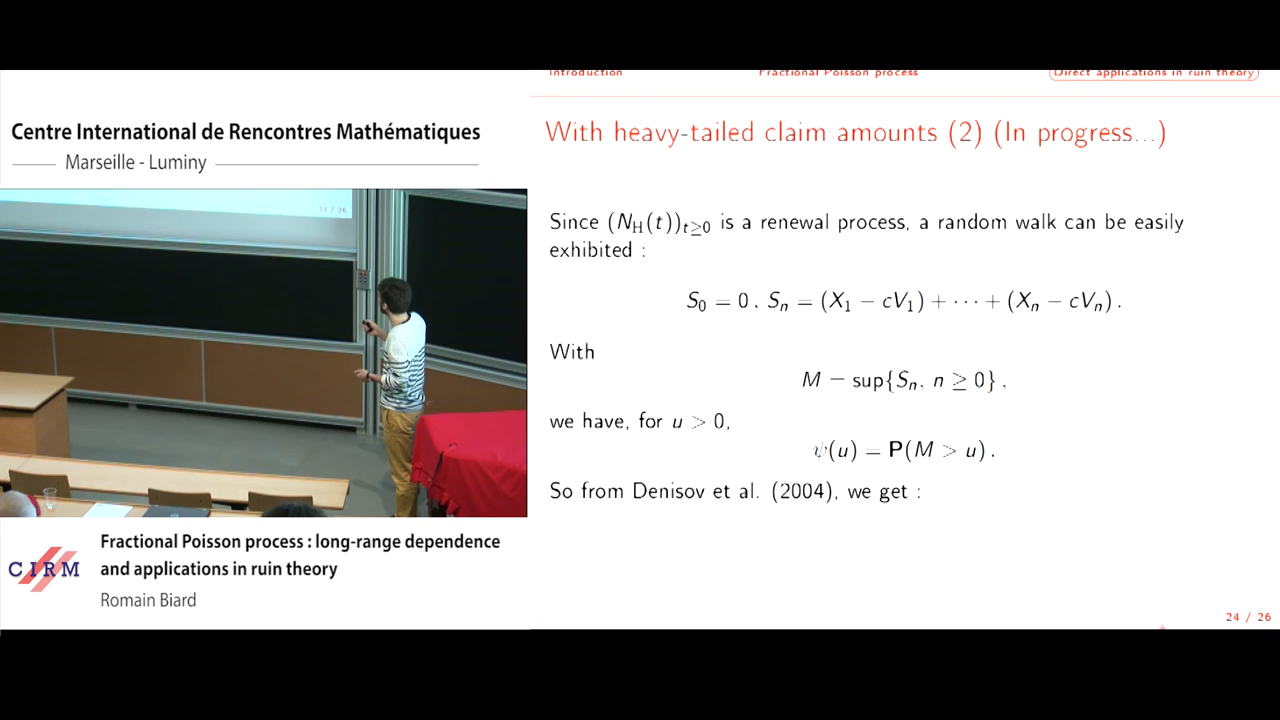 Introduction Fractional Poisson process Direct applications in ruin theory
Centre International de Rencontres Mathématiques
Marseille - Luminy
With heavy-tailed claim amounts (2) (In progress...)
24 / 26
Since (N_H(t))_{t≥0} is a renewal process, a random walk can be easily
exhibited :
S_0 = 0 , S_n = (X_1 − cV_1) + ⋯ + (X_n − cV_n) .
With
M = sup{S_n, n ≥ 0} ,
we have, for u > 0,
ψ(u) = P(M > u) .
So from Denisov et al. (2004), we get :
CIRM
Fractional Poisson process : long-range dependence
and applications in ruin theory
Romain Biard
24 / 26